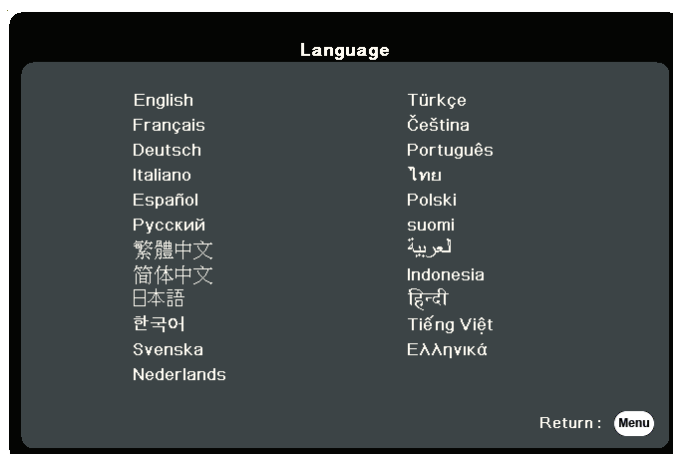 Language
English
Français
Deutsch
Italiano
Español
Русский
繁體中文
简体中文
日本語
한국어
Svenska
Nederlands
Türkçe
Čeština
Português
ไทย
Polski
suomi
العربية
Indonesia
हिन्दी
Tiếng Việt
Ελληνικά
Return : Menu